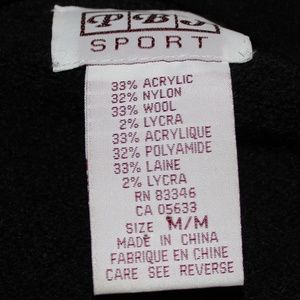 PBJ
SPORT
33% ACRYLIC
32% NYLON
33% WOOL
2% LYCRA
33% ACRYLIQUE
32% POLYAMIDE
33% LAINE
2% LYCRA
RN 83346
CA 05633
SIZE M/M
MADE IN CHINA
FABRIQUE EN CHINE
CARE SEE REVERSE